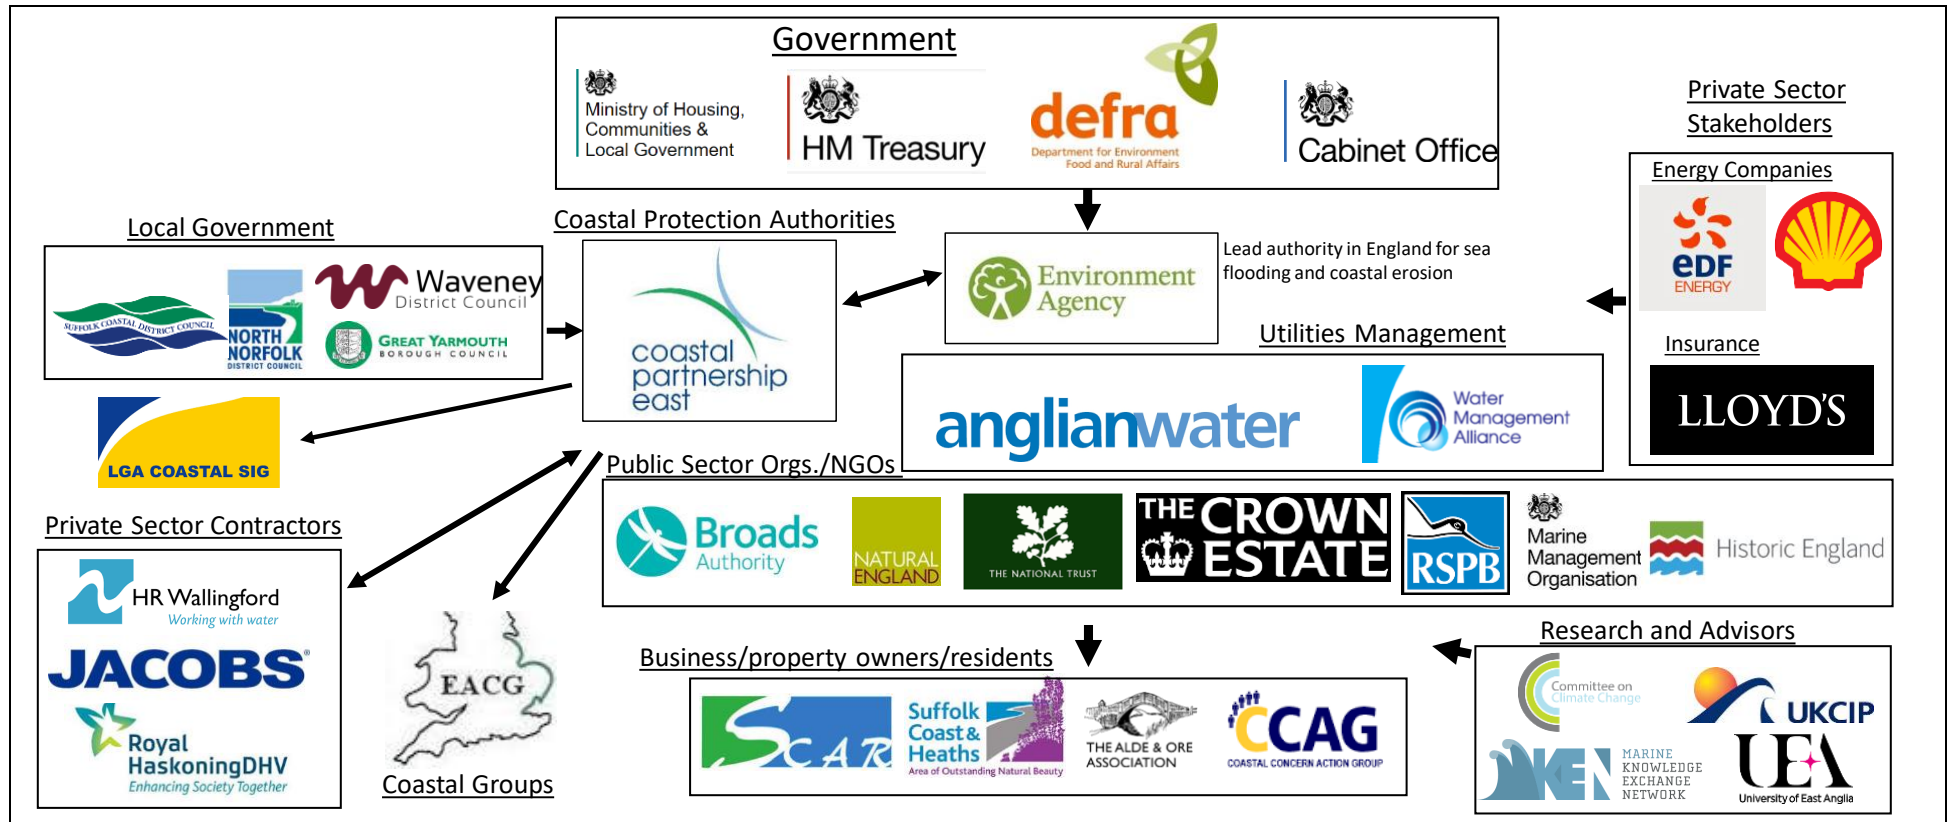 Government
Ministry of Housing,
Communities &
Local Government
HM Treasury
defra
Department for Environment
Food and Rural Affairs
Cabinet Office
Private Sector
Stakeholders
Energy Companies
eDF
ENERGY
Insurance
LLOYD'S
Local Government
SUFFOLK COASTAL DISTRICT COUNCIL
NORTH
NORFOLK
DISTRICT COUNCIL
Waveney
District Council
GREAT YARMOUTH
BOROUGH COUNCIL
Coastal Protection Authorities
coastal
partnership
east
Environment
Agency
Lead authority in England for sea
flooding and coastal erosion
Utilities Management
anglianwater
Water
Management
Alliance
LGA COASTAL SIG
Public Sector Orgs./NGOs
Broads
Authority
NATURAL
ENGLAND
THE NATIONAL TRUST
THE CROWN
ESTATE
RSPB
Marine
Management
Organisation
Historic England
Private Sector Contractors
HR Wallingford
Working with water
JACOBS®
Royal
HaskoningDHV
Enhancing Society Together
EACG
Coastal Groups
Business/property owners/residents
SCAR
Suffolk
Coast &
Heaths
Area of Outstanding Natural Beauty
THE ALDE & ORE
ASSOCIATION
CCAG
COASTAL CONCERN ACTION GROUP
Research and Advisors
Committee on
Climate Change
UKCIP
KEN
MARINE
KNOWLEDGE
EXCHANGE
NETWORK
UEA
University of East Anglia